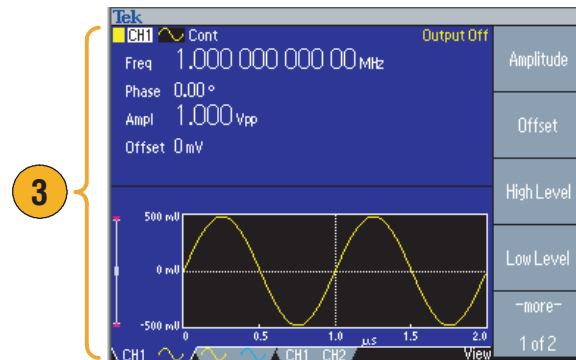 Tek
CH1 Cont Output Off
Freq 1.000 000 000 00 MHz
Phase 0.00 °
Ampl 1.000 Vpp
Offset 0 mV
Amplitude
Offset
High Level
Low Level
-more-
1 of 2
3
500 mV
0 mV
-500 mV
0 0.5 1.0 1.5 2.0
µs
CH1 CH1 CH2 View